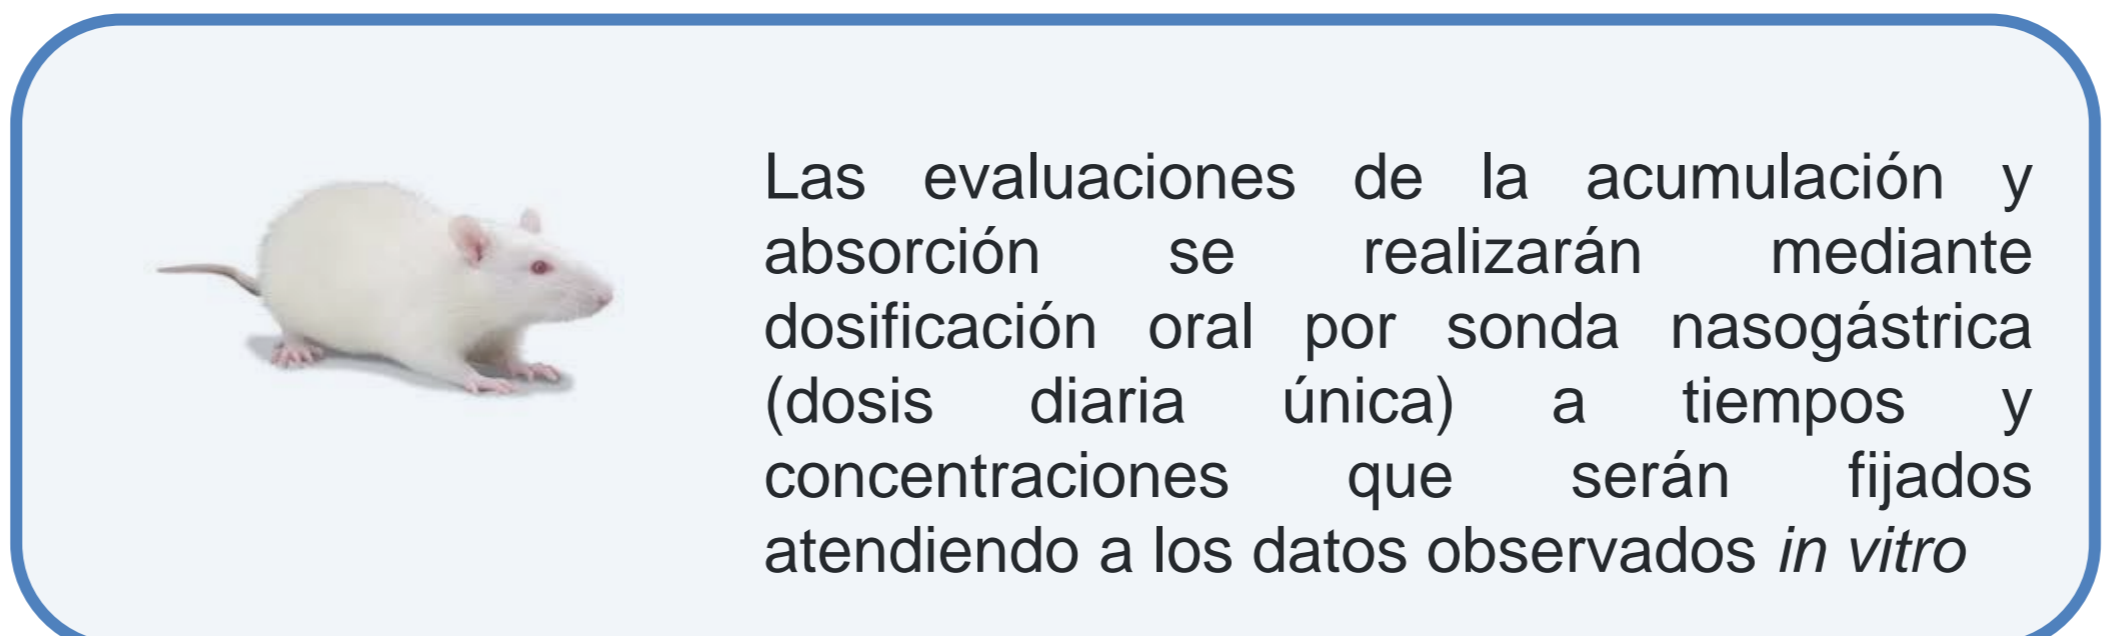 Las evaluaciones de la acumulación y
absorción se realizarán mediante
dosificación oral por sonda nasogástrica
(dosis diaria única) a tiempos y
concentraciones que serán fijados
atendiendo a los datos observados in vitro